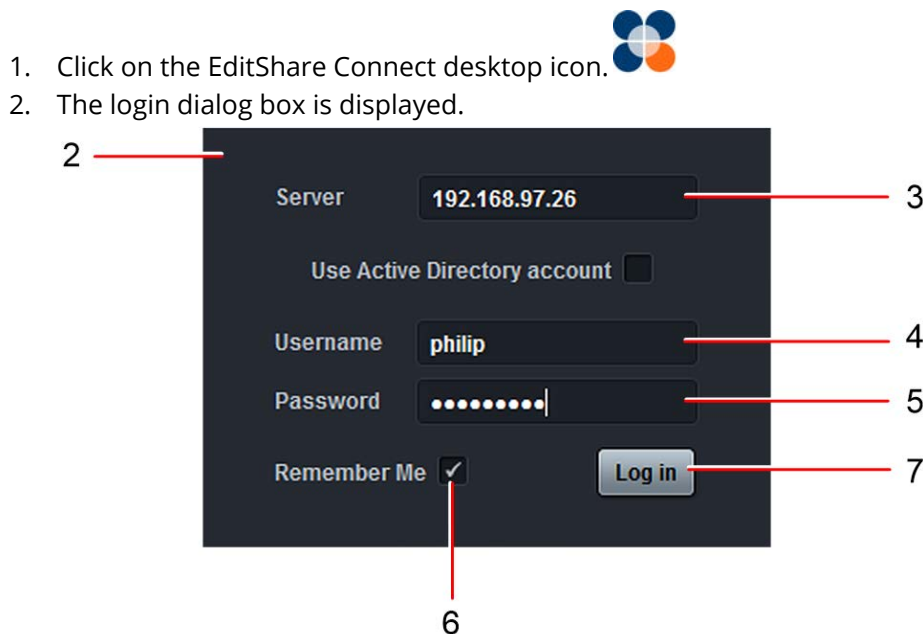 1. Click on the EditShare Connect desktop icon.
2. The login dialog box is displayed.
2
Server 192.168.97.26 3
Use Active Directory account
Username philip 4
Password ••••••••• 5
Remember Me ✓ Log in 7
6